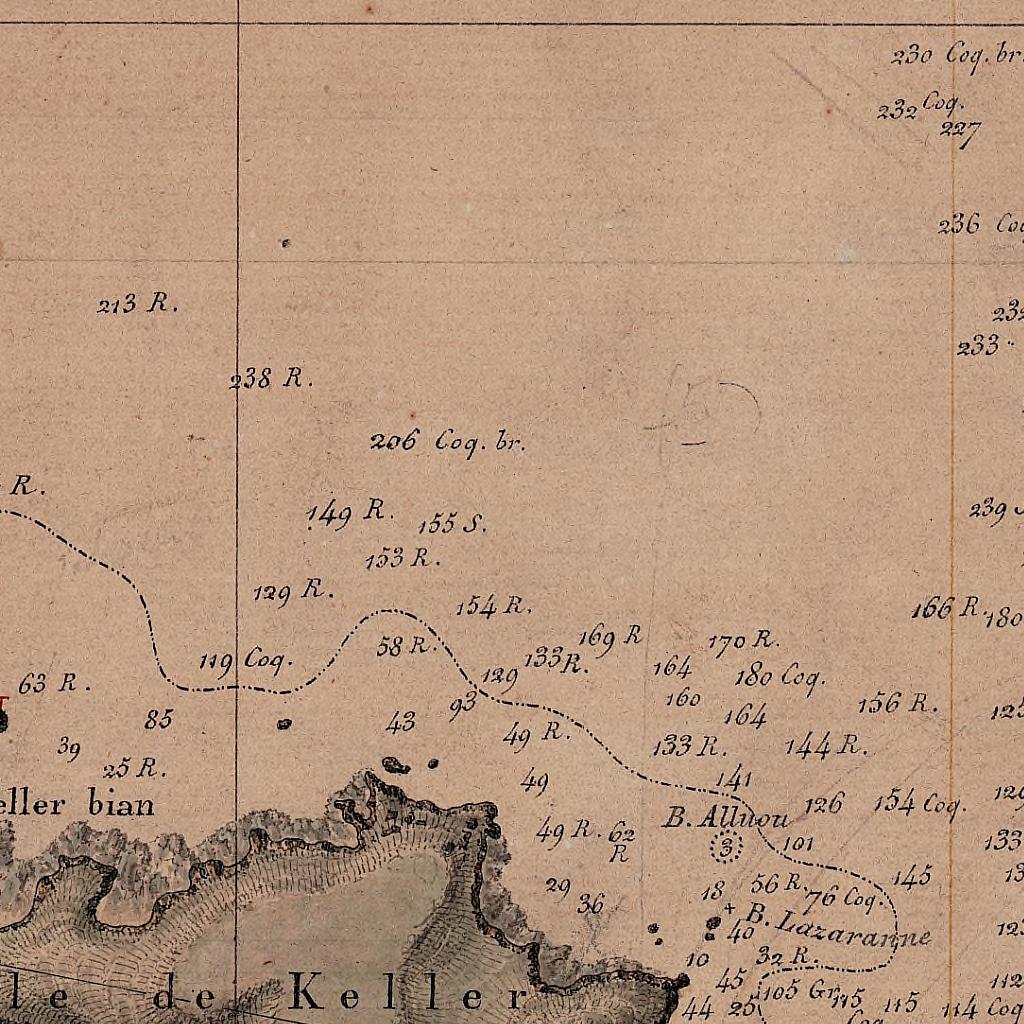 230 Coq. br.
232 Coq.
227
236
213 R.
233
238 R.
206 Coq. br.
R.
149 R.
155 S.
239
153 R.
129 R.
154 R.
166 R.
180
169 R
170 R.
58 R.
119 Coq.
133 R.
164
129
180 Coq.
63 R.
160
93
156 R.
85
43
164
49 R.
133 R.
144 R.
39
25 R.
49
141
eller bian
126
154 Coq.
B. Alluou
49 R.
62
R
3
101
133
145
29
56 R.
18
76 Coq.
36
B. Lazaranne
40
32 R.
10
45
112
le de Keller
105 Gr.
115
115
114 Coq
44
25
Coq